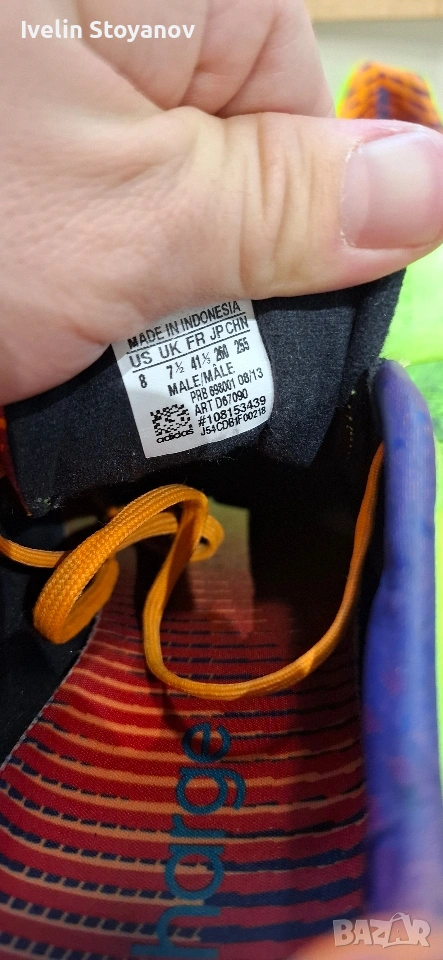 Ivelin Stoyanov
MADE IN INDONESIA
US UK FR JP CHN
8 7½ 41⅓ 260 255
MALE/MÂLE
PRB 698001 08/13
ART D67090
#108153439
J54CDB1F00218
adidas
harge
BAZAR